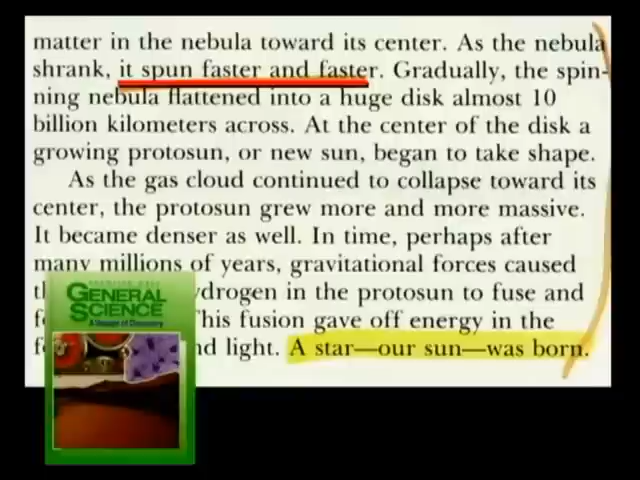 matter in the nebula toward its center. As the nebula
shrank, it spun faster and faster. Gradually, the spin-
ning nebula flattened into a huge disk almost 10
billion kilometers across. At the center of the disk a
growing protosun, or new sun, began to take shape.
As the gas cloud continued to collapse toward its
center, the protosun grew more and more massive.
It became denser as well. In time, perhaps after
many millions of years, gravitational forces caused
ydrogen in the protosun to fuse and
This fusion gave off energy in the
nd light. A star—our sun—was born.
GENERAL
SCIENCE
A Voyage of Discovery